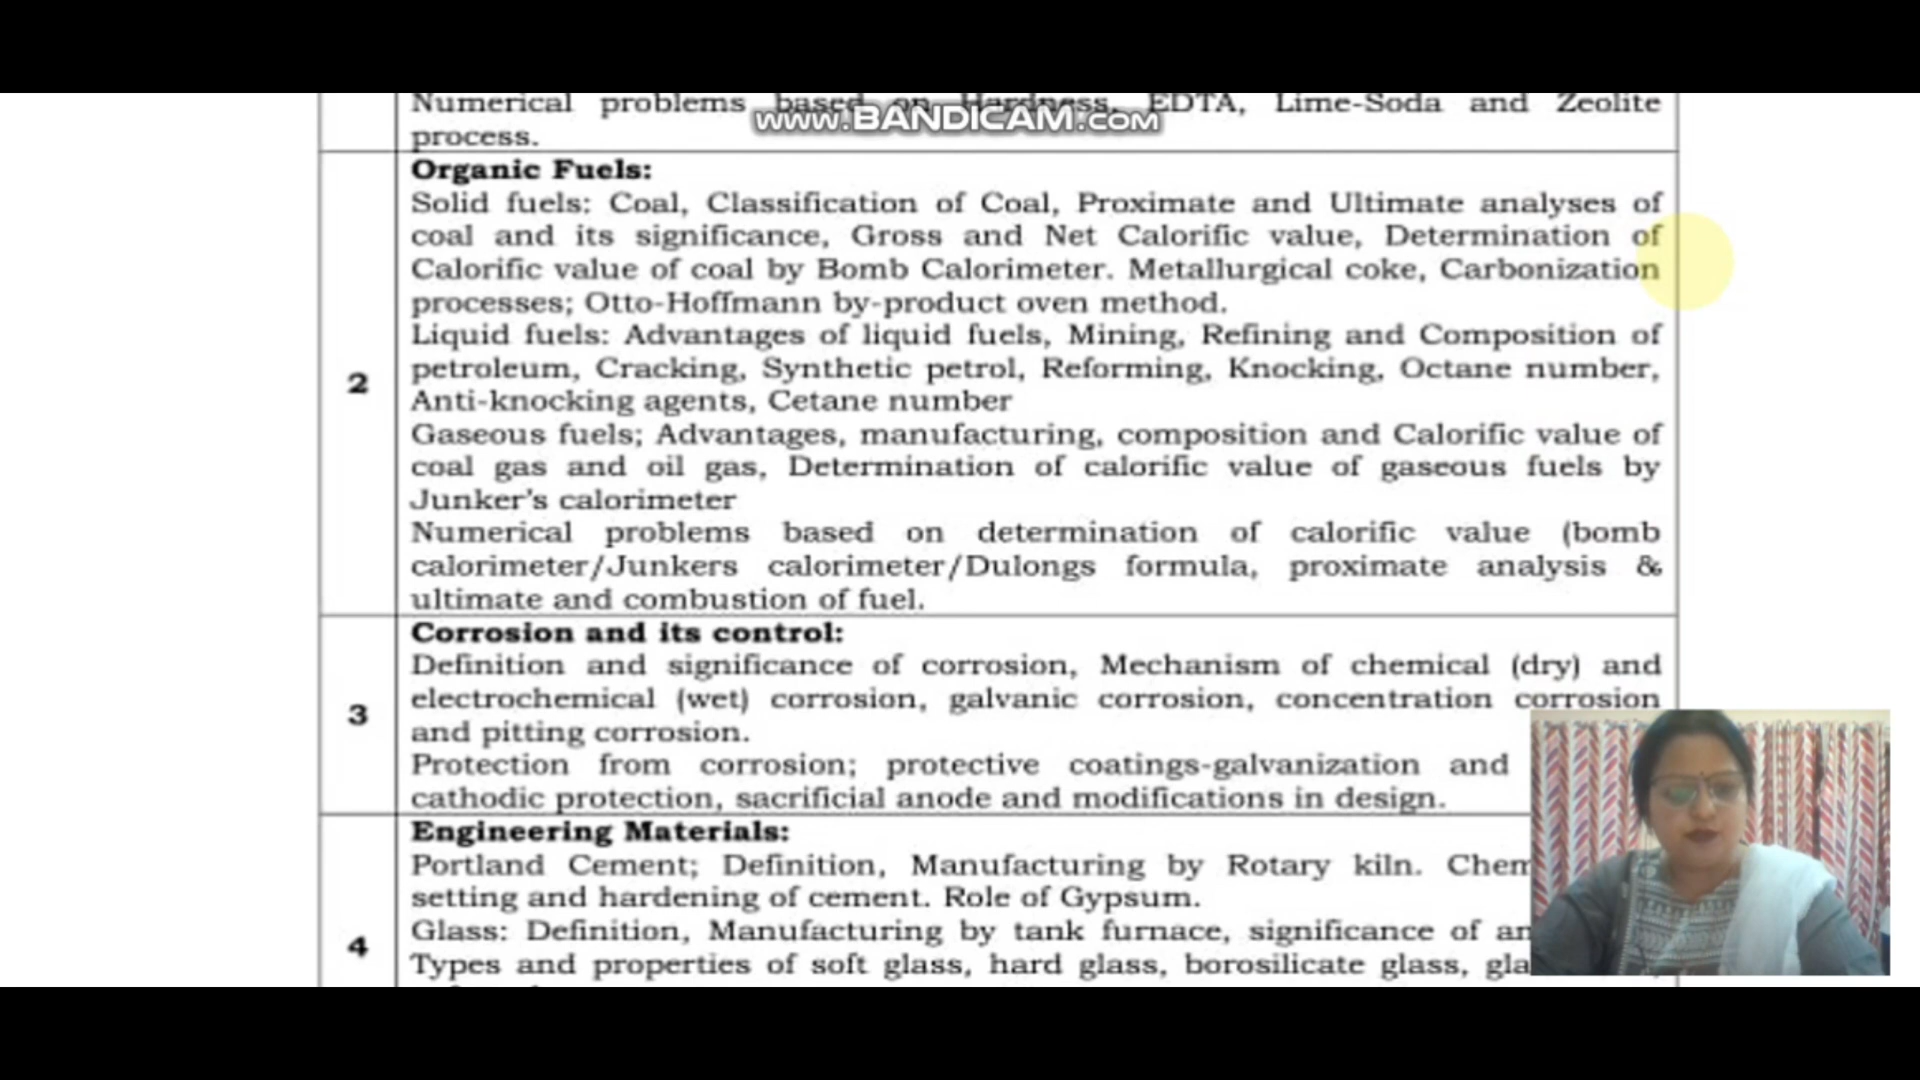 Numerical problems based on Hardness, EDTA, Lime-Soda and Zeolite
www.BANDICAM.com
process.
Organic Fuels:
Solid fuels: Coal, Classification of Coal, Proximate and Ultimate analyses of
coal and its significance, Gross and Net Calorific value, Determination of
Calorific value of coal by Bomb Calorimeter. Metallurgical coke, Carbonization
processes; Otto-Hoffmann by-product oven method.
Liquid fuels: Advantages of liquid fuels, Mining, Refining and Composition of
petroleum, Cracking, Synthetic petrol, Reforming, Knocking, Octane number,
2
Anti-knocking agents, Cetane number
Gaseous fuels; Advantages, manufacturing, composition and Calorific value of
coal gas and oil gas, Determination of calorific value of gaseous fuels by
Junker's calorimeter
Numerical problems based on determination of calorific value (bomb
calorimeter/Junkers calorimeter/Dulongs formula, proximate analysis &
ultimate and combustion of fuel.
Corrosion and its control:
Definition and significance of corrosion, Mechanism of chemical (dry) and
electrochemical (wet) corrosion, galvanic corrosion, concentration corrosion
3
and pitting corrosion.
Protection from corrosion; protective coatings-galvanization and
cathodic protection, sacrificial anode and modifications in design.
Engineering Materials:
Portland Cement; Definition, Manufacturing by Rotary kiln. Chem
setting and hardening of cement. Role of Gypsum.
Glass: Definition, Manufacturing by tank furnace, significance of an
4
Types and properties of soft glass, hard glass, borosilicate glass, gla